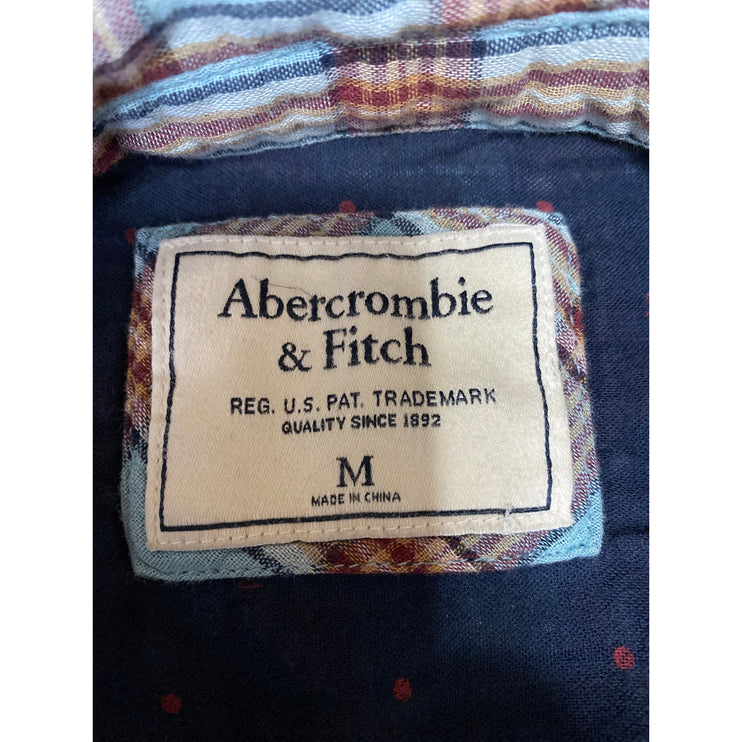 Abercrombie
& Fitch
REG. U.S. PAT. TRADEMARK
QUALITY SINCE 1892
M
MADE IN CHINA